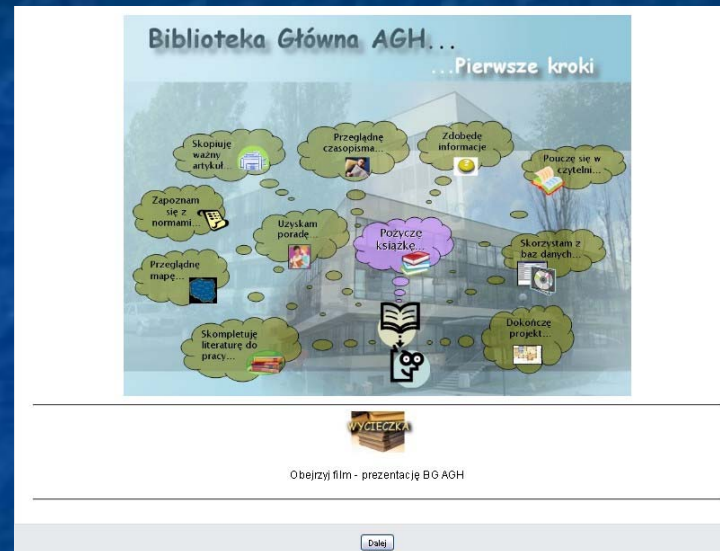 Biblioteka Główna AGH...
...Pierwsze kroki
Skopiuję
ważny
artykuł...
Przeglądnę
czasopisma...
Zdobędę
informacje
Pouczę się w
czytelni...
Zapoznam
się z
normami...
Uzyskam
poradę...
Pożyczę
książkę...
Skorzystam z
baz danych...
Przeglądnę
mapę...
Skompletuję
literaturę do
pracy...
Dokończę
projekt...
WYCIECZKA
Obejrzyj film - prezentację BG AGH
Dalej